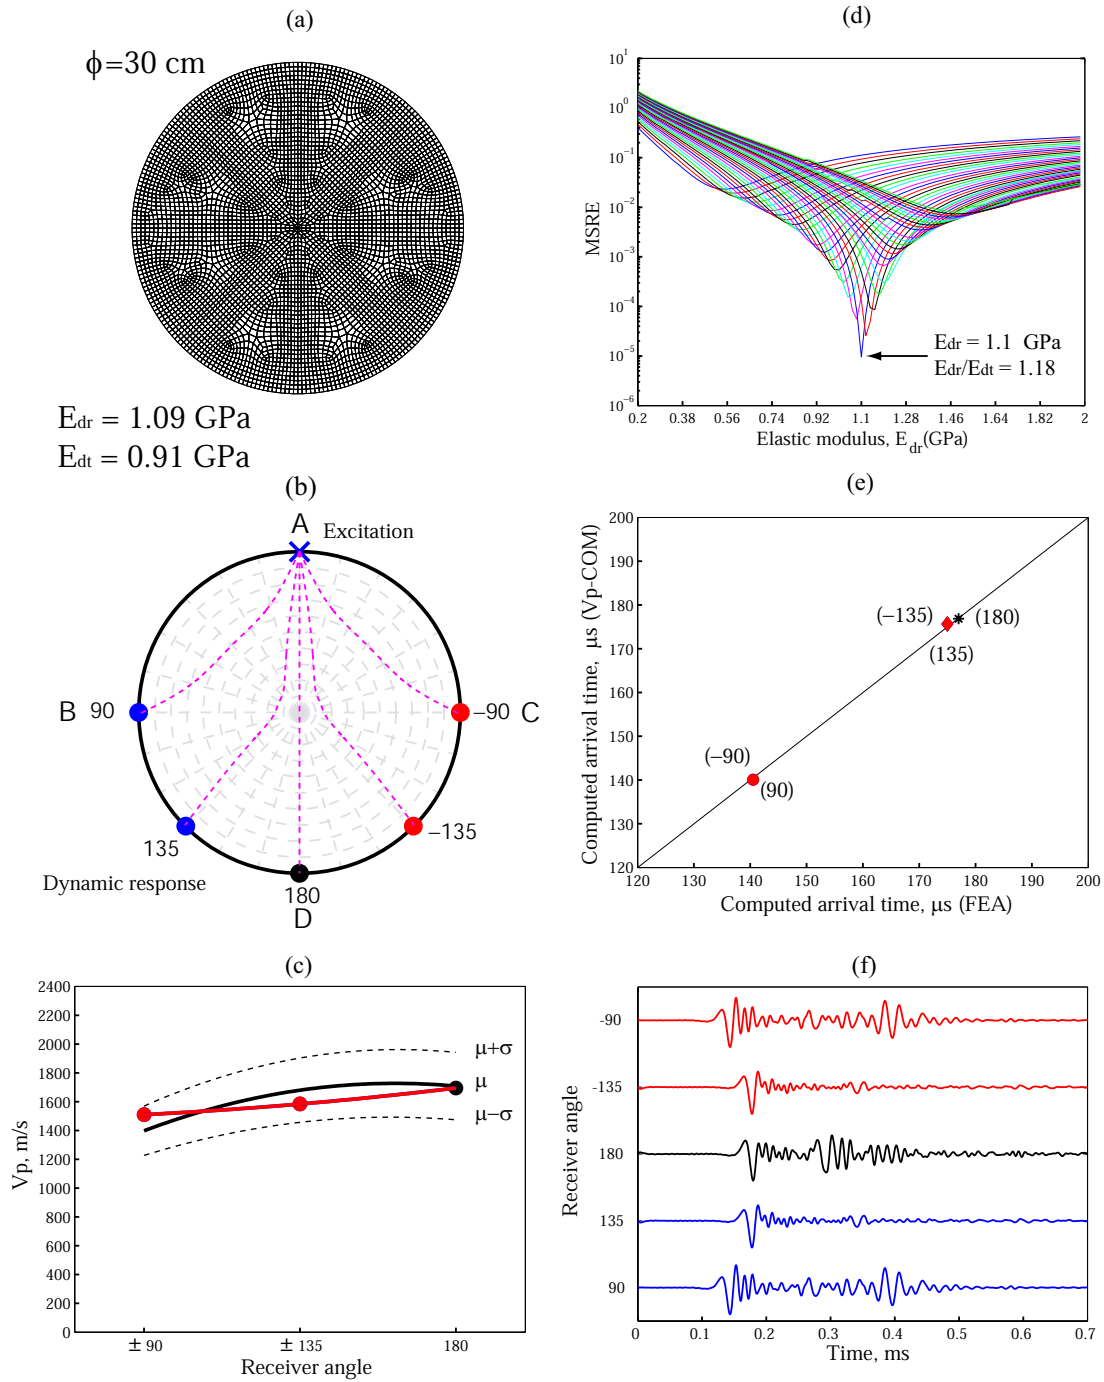 (a)
ϕ=30 cm
Edr = 1.09 GPa
Edt = 0.91 GPa
(b)
A
Excitation
B 90
−90 C
135
−135
Dynamic response
180
D
(c)
2400
2200
2000
1800
1600
1400
1200
1000
800
600
400
200
0
Vp, m/s
μ+σ
μ
μ−σ
± 90 ± 135 180
Receiver angle
(d)
10^1
10^0
10^-1
10^-2
10^-3
10^-4
10^-5
10^-6
MSRE
Edr = 1.1 GPa
Edr/Edt = 1.18
0.2 0.38 0.56 0.74 0.92 1.1 1.28 1.46 1.64 1.82 2
Elastic modulus, E_dr(GPa)
(e)
200
190
180
170
160
150
140
130
120
Computed arrival time, μs (Vp-COM)
(−135) (180)
(135)
(−90)
(90)
120 130 140 150 160 170 180 190 200
Computed arrival time, μs (FEA)
(f)
-90
-135
180
135
90
Receiver angle
0 0.1 0.2 0.3 0.4 0.5 0.6 0.7
Time, ms